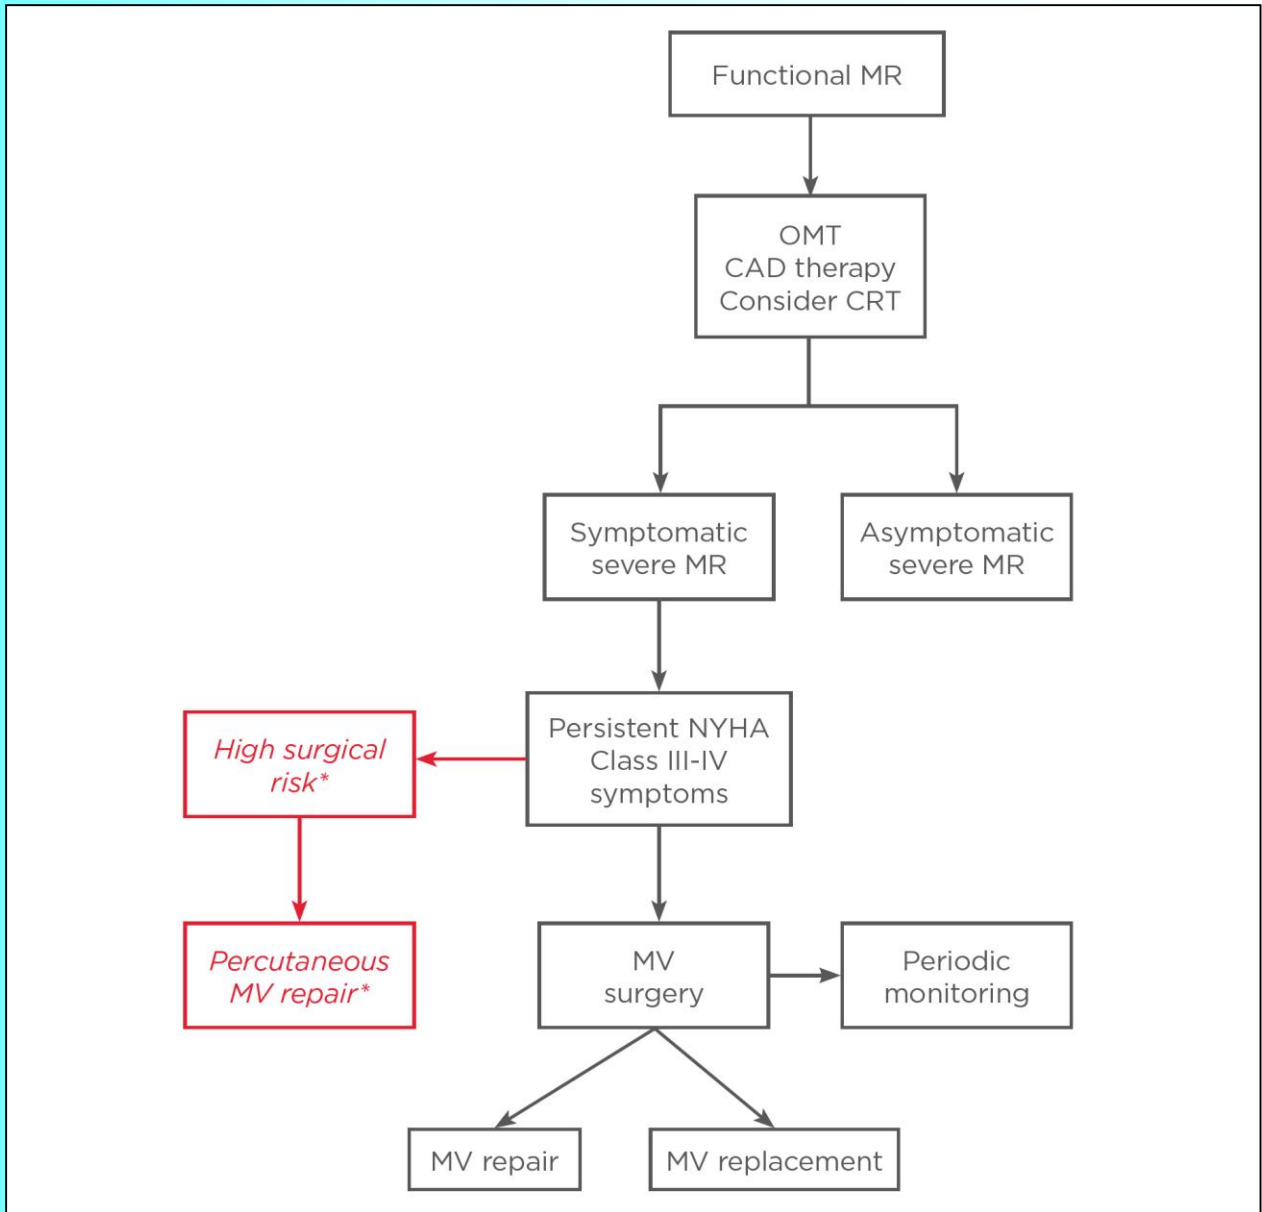 Functional MR
OMT
CAD therapy
Consider CRT
Symptomatic
severe MR
Asymptomatic
severe MR
Persistent NYHA
Class III-IV
symptoms
High surgical
risk*
Percutaneous
MV repair*
MV
surgery
Periodic
monitoring
MV repair
MV replacement